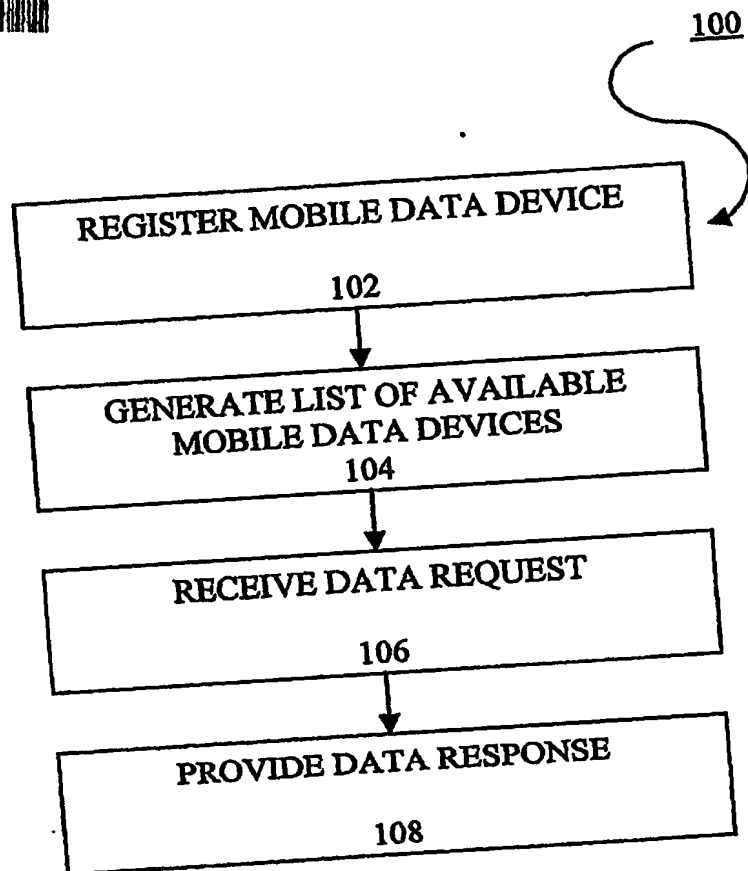 100
REGISTER MOBILE DATA DEVICE
102
GENERATE LIST OF AVAILABLE
MOBILE DATA DEVICES
104
RECEIVE DATA REQUEST
106
PROVIDE DATA RESPONSE
108